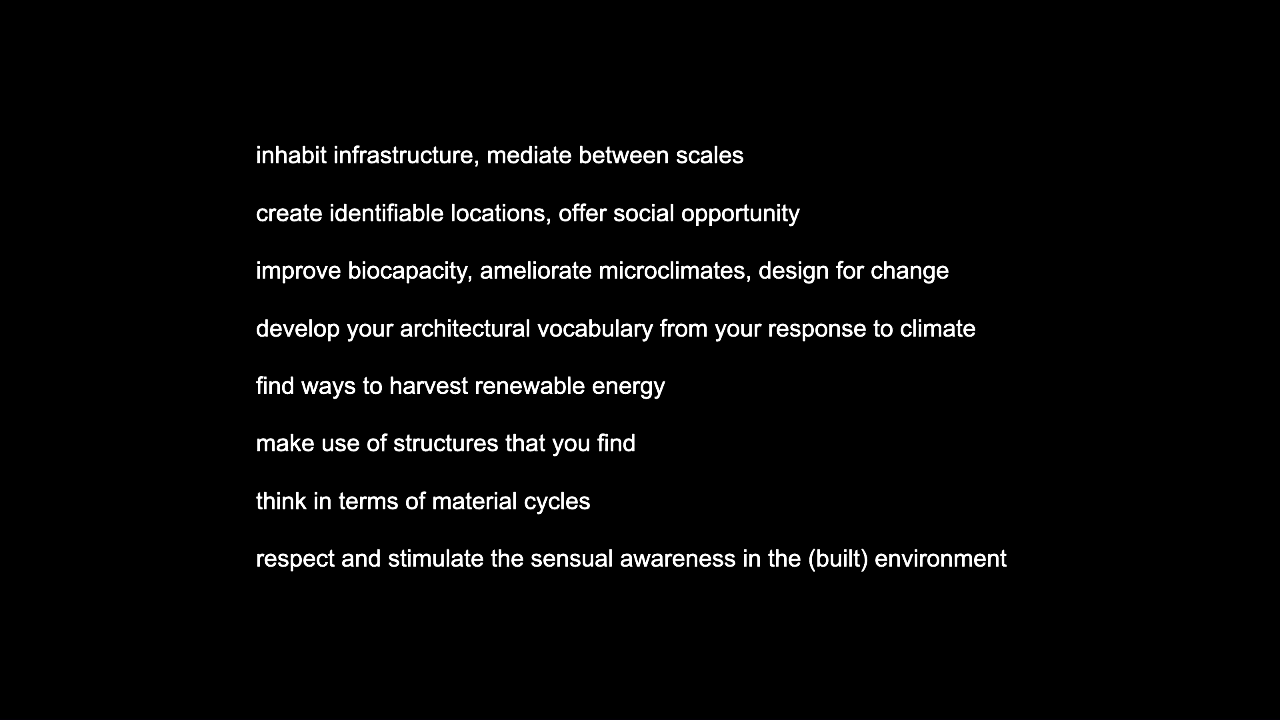 inhabit infrastructure, mediate between scales
create identifiable locations, offer social opportunity
improve biocapacity, ameliorate microclimates, design for change
develop your architectural vocabulary from your response to climate
find ways to harvest renewable energy
make use of structures that you find
think in terms of material cycles
respect and stimulate the sensual awareness in the (built) environment